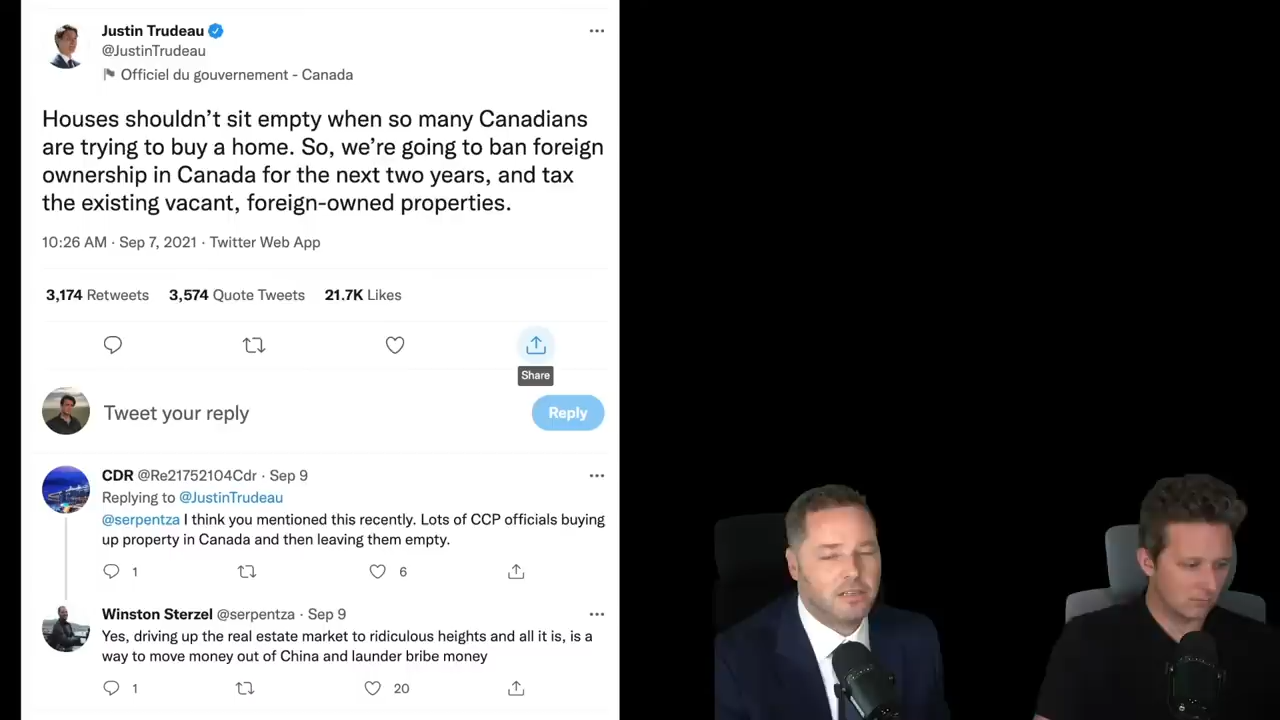 Justin Trudeau
@JustinTrudeau
Officiel du gouvernement - Canada
Houses shouldn't sit empty when so many Canadians
are trying to buy a home. So, we're going to ban foreign
ownership in Canada for the next two years, and tax
the existing vacant, foreign-owned properties.
10:26 AM · Sep 7, 2021 · Twitter Web App
3,174 Retweets 3,574 Quote Tweets 21.7K Likes
Share
Tweet your reply
Reply
CDR @Re21752104Cdr · Sep 9
Replying to @JustinTrudeau
@serpentza I think you mentioned this recently. Lots of CCP officials buying
up property in Canada and then leaving them empty.
1 6
Winston Sterzel @serpentza · Sep 9
Yes, driving up the real estate market to ridiculous heights and all it is, is a
way to move money out of China and launder bribe money
1 20